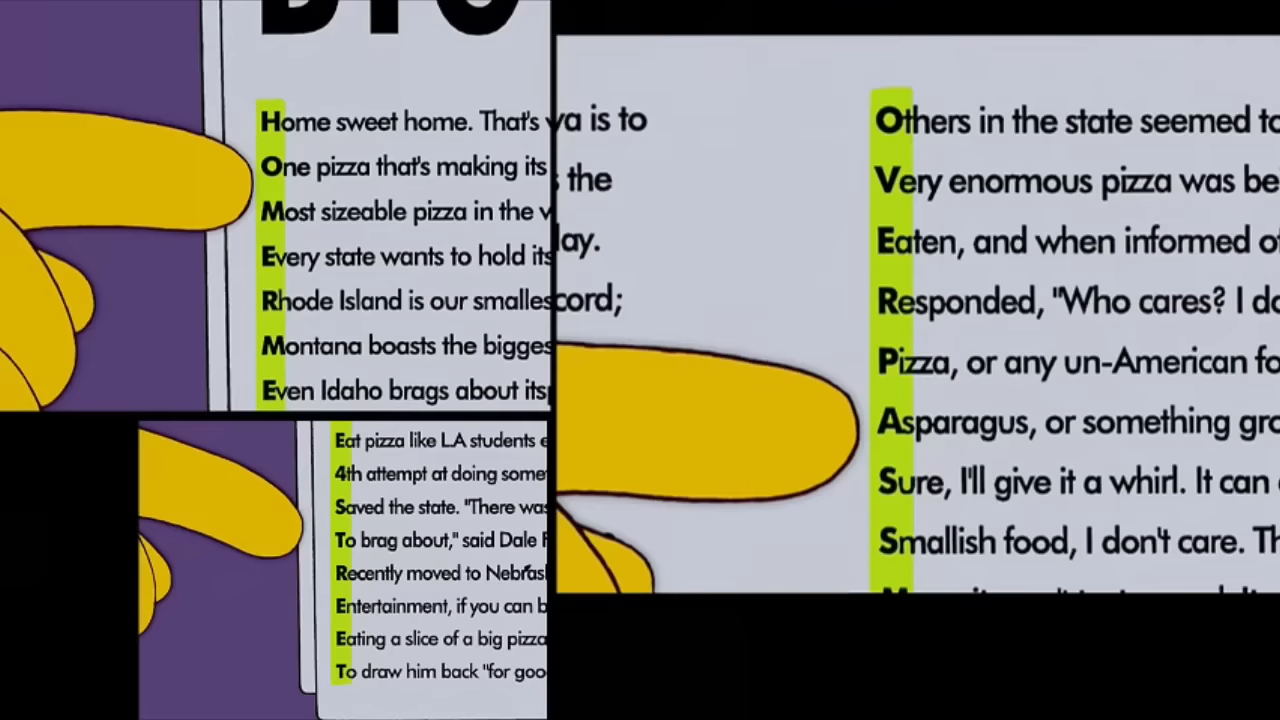 Home sweet home. That's
One pizza that's making its
Most sizeable pizza in the
Every state wants to hold its
Rhode Island is our smalles
Montana boasts the bigges
Even Idaho brags about its
Eat pizza like LA students
4th attempt at doing some
Saved the state. "There was
To brag about," said Dale
Recently moved to Nebras
Entertainment, if you can b
Eating a slice of a big pizza
To draw him back "for goo
va is to
the
lay.
cord;
Others in the state seemed to
Very enormous pizza was be
Eaten, and when informed of
Responded, "Who cares? I do
Pizza, or any un-American fo
Asparagus, or something gro
Sure, I'll give it a whirl. It can
Smallish food, I don't care. Th